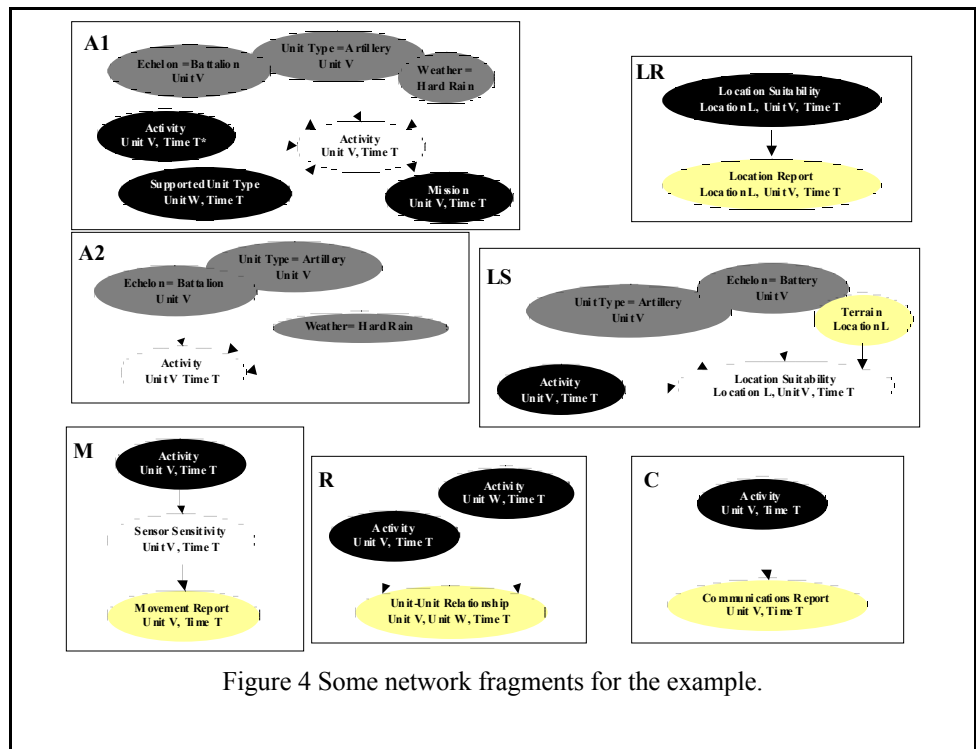 A1
Echelon = Battalion
Unit V
Unit Type = Artillery
Unit V
Weather =
Hard Rain
Activity
Unit V, Time T*
Activity
Unit V, Time T
Supported Unit Type
Unit W, Time T
Mission
Unit V, Time T
LR
Location Suitability
Location L, Unit V, Time T
Location Report
Location L, Unit V, Time T
A2
Unit Type = Artillery
Unit V
Echelon = Battalion
Unit V
Weather = Hard Rain
Activity
Unit V Time T
LS
Echelon = Battery
Unit V
Unit Type = Artillery
Unit V
Terrain
Location L
Activity
Unit V, Time T
Location Suitability
Location L, Unit V, Time T
M
Activity
Unit V, Time T
Sensor Sensitivity
Unit V, Time T
Movement Report
Unit V, Time T
R
Activity
Unit W, Time T
Activity
Unit V, Time T
Unit-Unit Relationship
Unit V, Unit W, Time T
C
Activity
Unit V, Time T
Communications Report
Unit V, Time T
Figure 4 Some network fragments for the example.